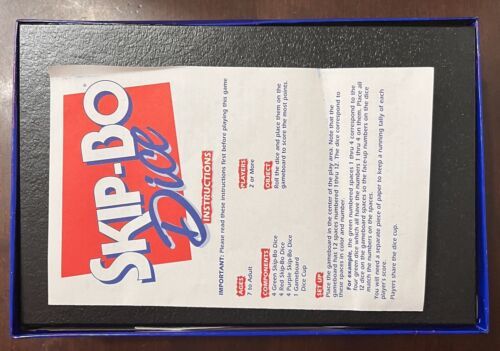 SKIP-BO®
Dice
INSTRUCTIONS
IMPORTANT: Please read these instructions first before playing this game
AGES
7 to Adult
COMPONENTS
4 Green Skip-Bo Dice
4 Red Skip-Bo Dice
4 Purple Skip-Bo Dice
1 Gameboard
Dice Cup
PLAYERS
2 or More
OBJECT
Roll the dice and place them on the
gameboard to score the most points.
SET UP
Place the gameboard in the center of the play area. Note that the
gameboard has 12 spaces numbered 1 thru 12. The dice correspond to
these spaces in color and number.
For example, the green numbered spaces 1 thru 4 correspond to the
four green dice which all have the numbers 1 thru 4 on them. Place all
12 dice on the gameboard spaces so the face-up numbers on the dice
match the numbers on the spaces
You will need a separate piece of paper to keep a running tally of each
player's score.
Players share the dice cup.